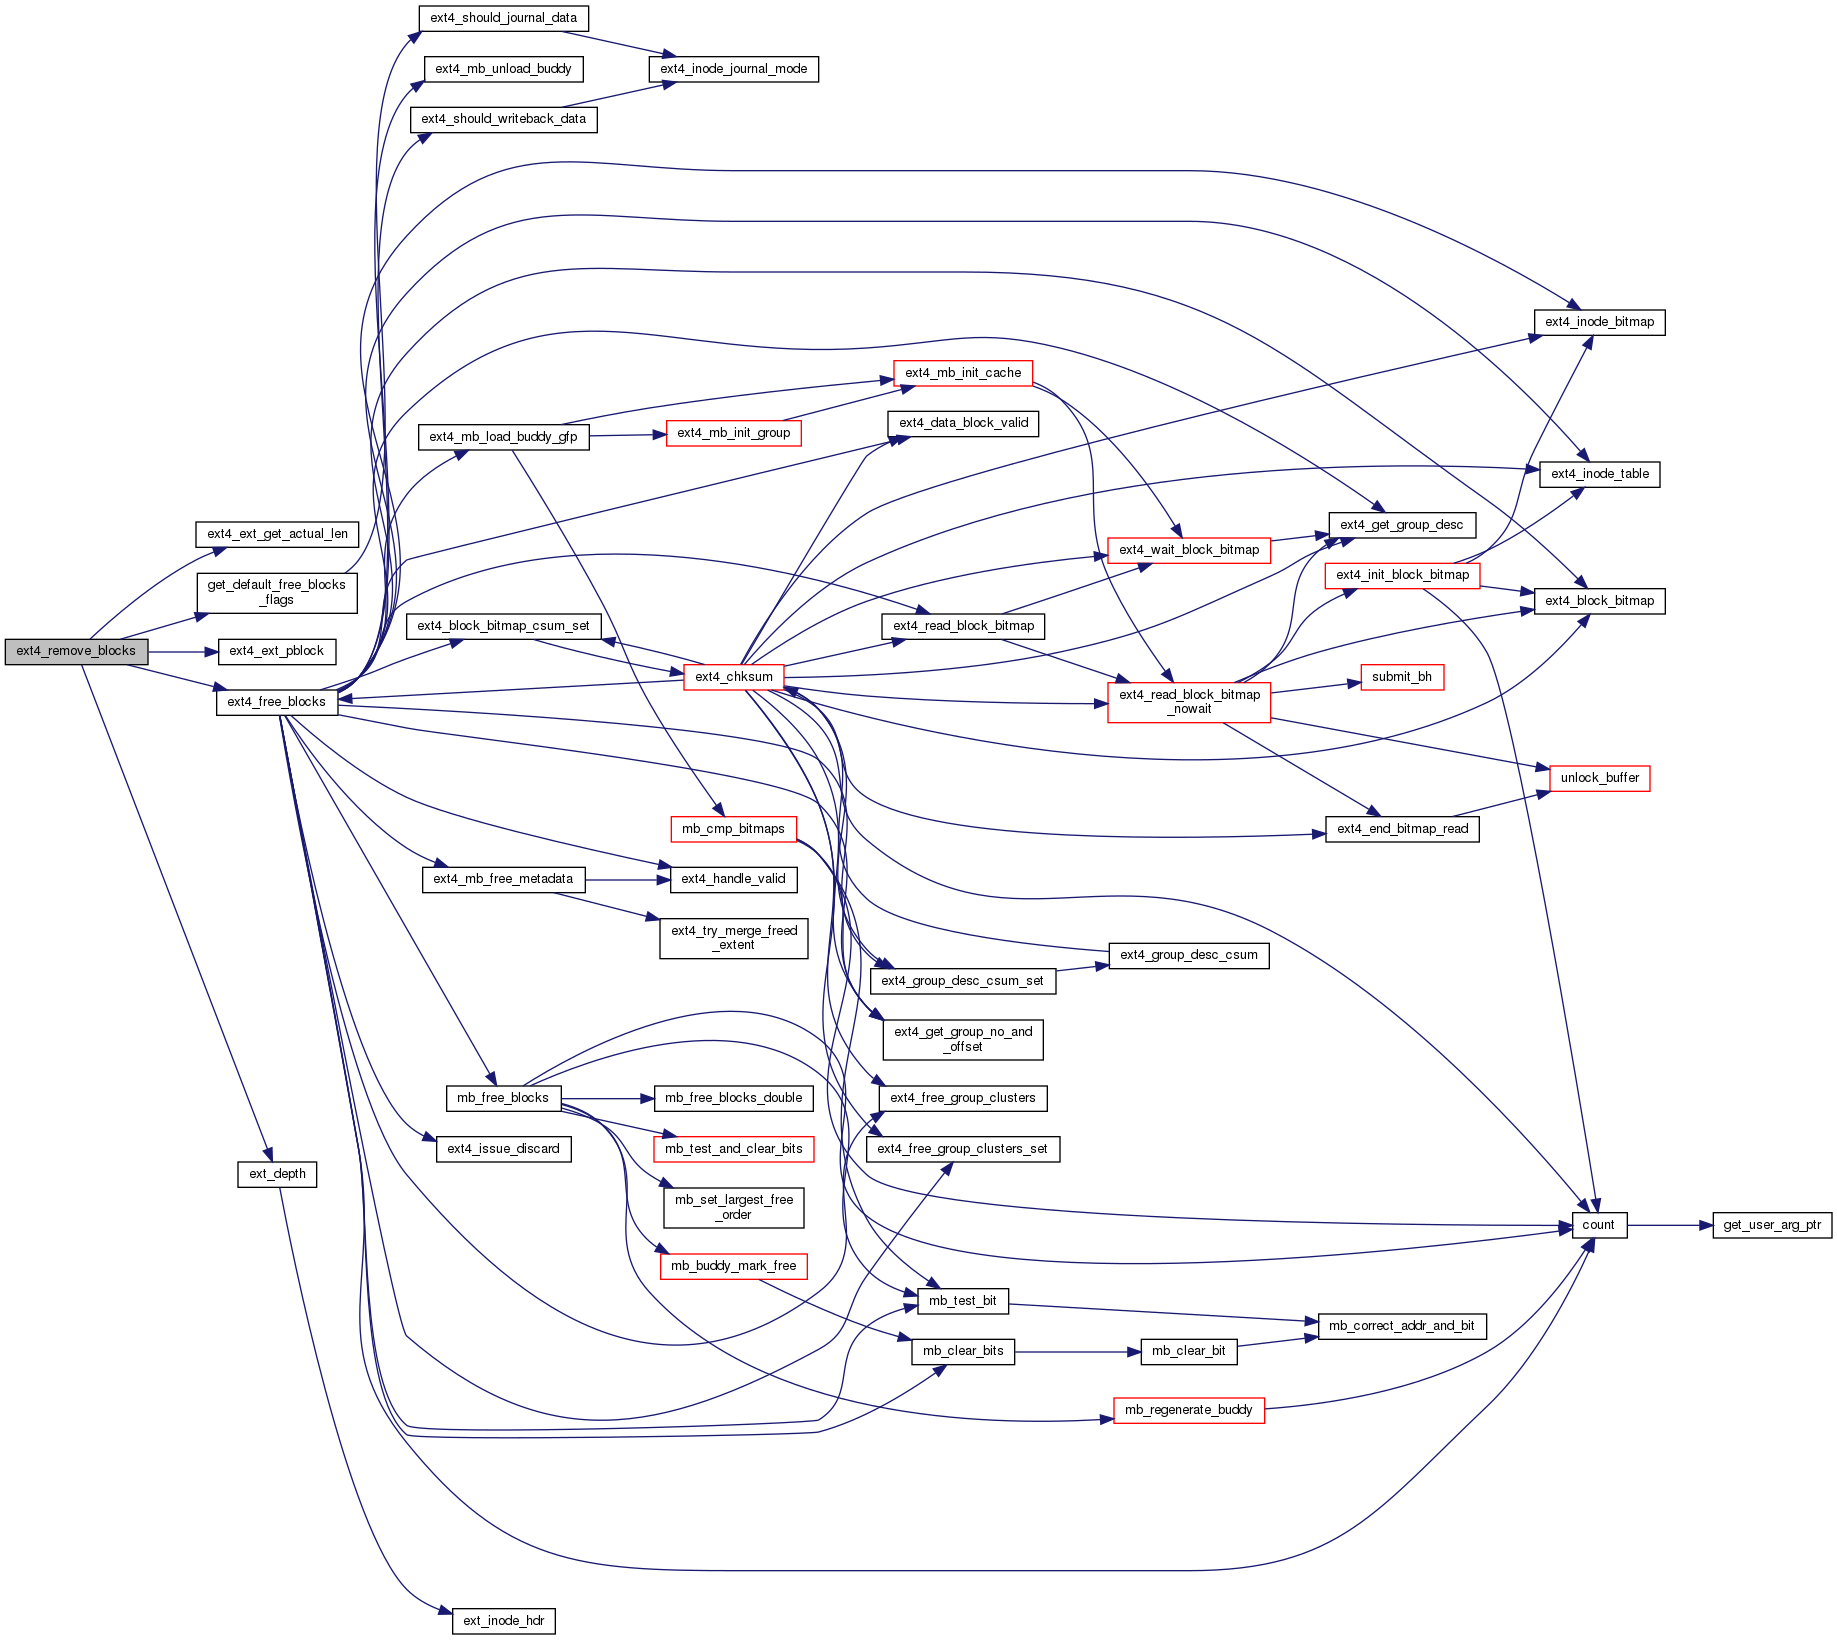 ext4_should_journal_data
ext4_mb_unload_buddy
ext4_inode_journal_mode
ext4_should_writeback_data
ext4_inode_bitmap
ext4_mb_init_cache
ext4_data_block_valid
ext4_mb_load_buddy_gfp
ext4_mb_init_group
ext4_inode_table
ext4_get_group_desc
ext4_ext_get_actual_len
ext4_wait_block_bitmap
ext4_init_block_bitmap
get_default_free_blocks
_flags
ext4_block_bitmap
ext4_block_bitmap_csum_set
ext4_read_block_bitmap
ext4_remove_blocks
ext4_ext_pblock
ext4_chksum
submit_bh
ext4_free_blocks
ext4_read_block_bitmap
_nowait
unlock_buffer
mb_cmp_bitmaps
ext4_end_bitmap_read
ext4_mb_free_metadata
ext4_handle_valid
ext4_try_merge_freed
_extent
ext4_group_desc_csum
ext4_group_desc_csum_set
ext4_get_group_no_and
_offset
mb_free_blocks
mb_free_blocks_double
ext4_free_group_clusters
ext4_issue_discard
mb_test_and_clear_bits
ext4_free_group_clusters_set
ext_depth
mb_set_largest_free
_order
count
get_user_arg_ptr
mb_buddy_mark_free
mb_test_bit
mb_correct_addr_and_bit
mb_clear_bits
mb_clear_bit
mb_regenerate_buddy
ext_inode_hdr